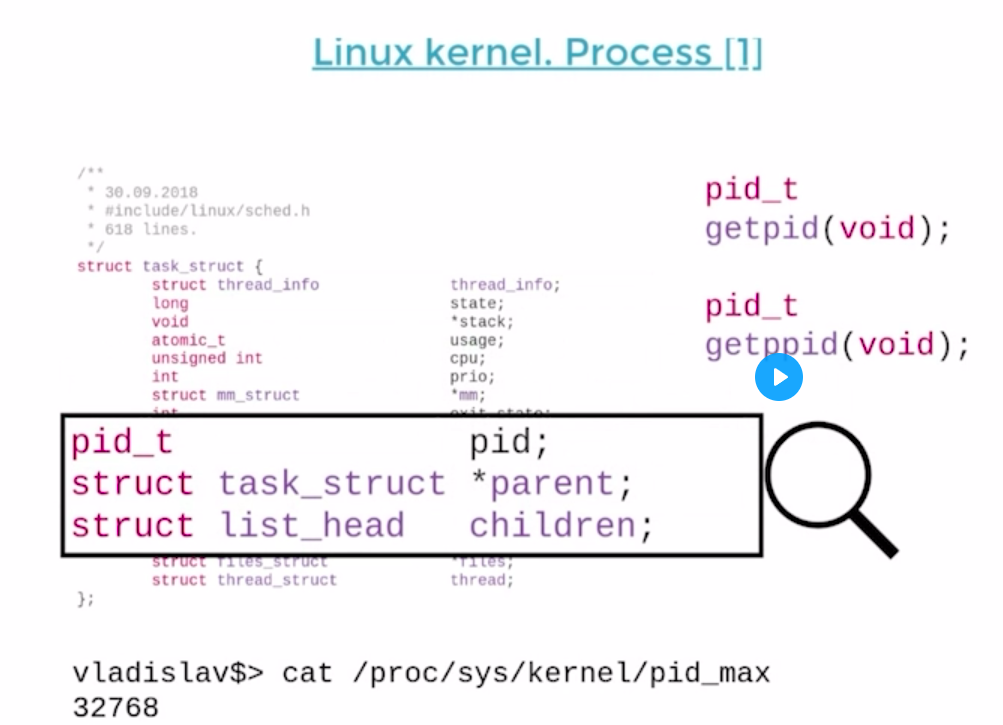 Linux kernel. Process [1]
/**
 * 30.09.2018
 * #include/linux/sched.h
 * 618 lines.
 */
struct task_struct {
struct thread_info thread_info;
long state;
void *stack;
atomic_t usage;
unsigned int cpu;
int prio;
struct mm_struct *mm;
int exit_state;
pid_t pid;
struct task_struct *parent;
struct list_head children;
struct files_struct *files;
struct thread_struct thread;
};
pid_t
getpid(void);
pid_t
getppid(void);
vladislav$> cat /proc/sys/kernel/pid_max
32768